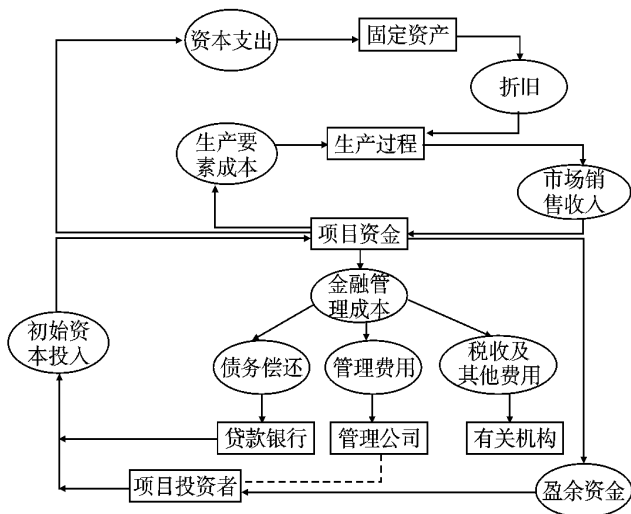 资本支出
固定资产
折旧
生产要
素成本
生产过程
市场销
售收入
项目资金
金融管
理成本
初始资
本投入
债务偿还
管理费用
税收及
其他费用
贷款银行
管理公司
有关机构
项目投资者
盈余资金